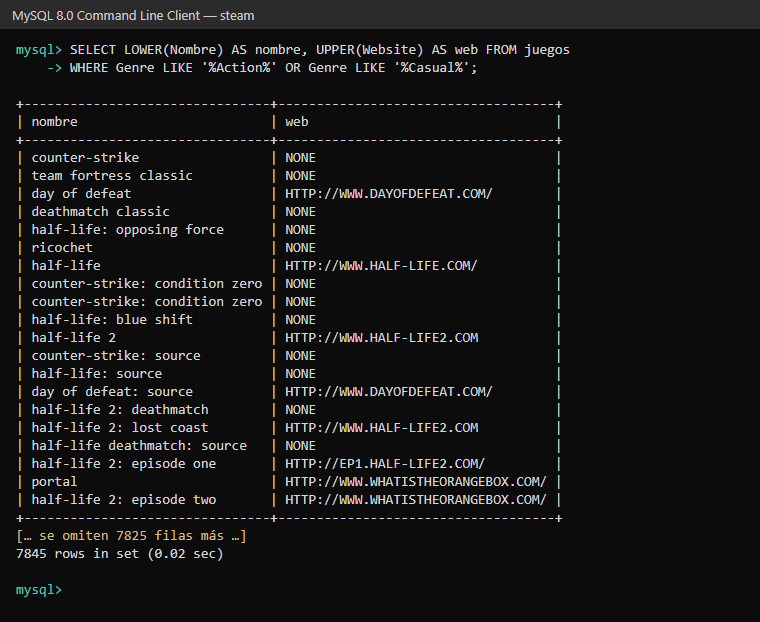 MySQL 8.0 Command Line Client — steam
mysql> SELECT LOWER(Nombre) AS nombre, UPPER(Website) AS web FROM juegos
    -> WHERE Genre LIKE '%Action%' OR Genre LIKE '%Casual%';
+--------------------------------+------------------------------------+
| nombre                         | web                                |
+--------------------------------+------------------------------------+
| counter-strike                 | NONE                               |
| team fortress classic          | NONE                               |
| day of defeat                  | HTTP://WWW.DAYOFDEFEAT.COM/        |
| deathmatch classic             | NONE                               |
| half-life: opposing force      | NONE                               |
| ricochet                       | NONE                               |
| half-life                      | HTTP://WWW.HALF-LIFE.COM/          |
| counter-strike: condition zero | NONE                               |
| counter-strike: condition zero | NONE                               |
| half-life: blue shift          | NONE                               |
| half-life 2                    | HTTP://WWW.HALF-LIFE2.COM          |
| counter-strike: source         | NONE                               |
| half-life: source              | NONE                               |
| day of defeat: source          | HTTP://WWW.DAYOFDEFEAT.COM/        |
| half-life 2: deathmatch        | NONE                               |
| half-life 2: lost coast        | HTTP://WWW.HALF-LIFE2.COM          |
| half-life deathmatch: source   | NONE                               |
| half-life 2: episode one       | HTTP://EP1.HALF-LIFE2.COM/         |
| portal                         | HTTP://WWW.WHATISTHEORANGEBOX.COM/ |
| half-life 2: episode two       | HTTP://WWW.WHATISTHEORANGEBOX.COM/ |
+--------------------------------+------------------------------------+
[… se omiten 7825 filas más …]
7845 rows in set (0.02 sec)
mysql>